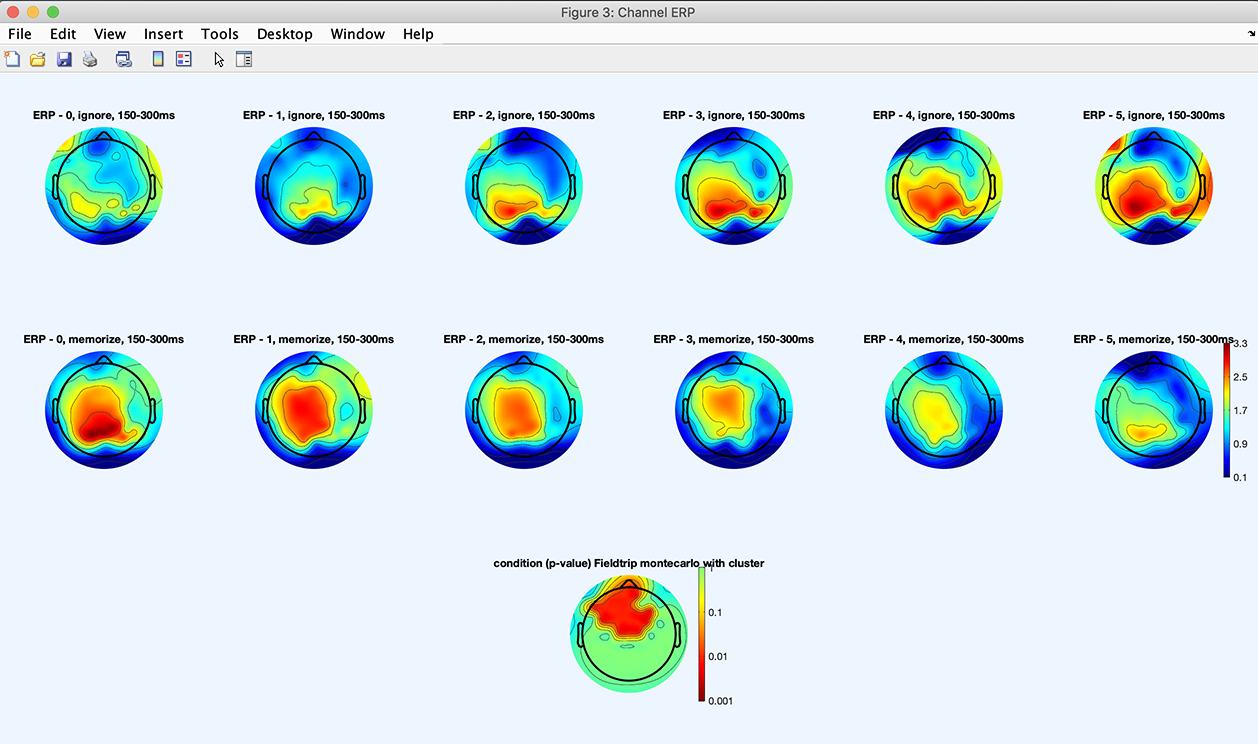 Figure 3: Channel ERP
File Edit View Insert Tools Desktop Window Help
ERP - 0, ignore, 150-300ms
ERP - 1, ignore, 150-300ms
ERP - 2, ignore, 150-300ms
ERP - 3, ignore, 150-300ms
ERP - 4, ignore, 150-300ms
ERP - 5, ignore, 150-300ms
ERP - 0, memorize, 150-300ms
ERP - 1, memorize, 150-300ms
ERP - 2, memorize, 150-300ms
ERP - 3, memorize, 150-300ms
ERP - 4, memorize, 150-300ms
ERP - 5, memorize, 150-300ms
3.3
2.5
1.7
0.9
0.1
condition (p-value) Fieldtrip montecarlo with cluster
1
0.1
0.01
0.001